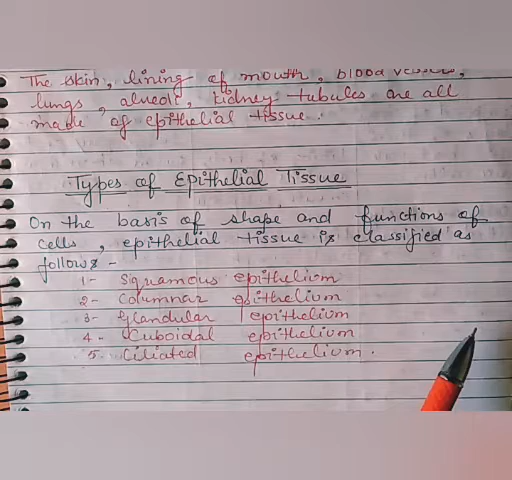 The skin, lining of mouth, blood vessels,
lungs, alveoli, kidney tubules are all
made of epithelial tissue.
Types of Epithelial Tissue
On the basis of shape and functions of
cells, epithelial tissue is classified as
follows -
1- Squamous epithelium
2- Columnar epithelium
3- Glandular epithelium
4- Cuboidal epithelium
5. Ciliated epithelium.